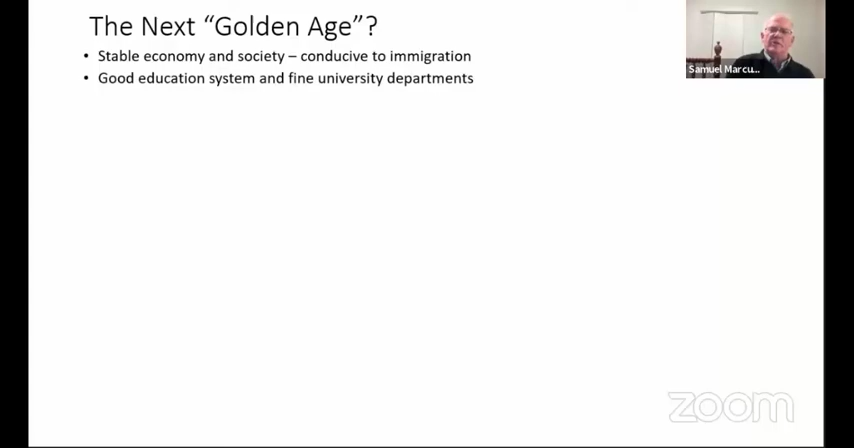 The Next “Golden Age”?
• Stable economy and society – conducive to immigration
• Good education system and fine university departments
Samuel Marcu...
zoom